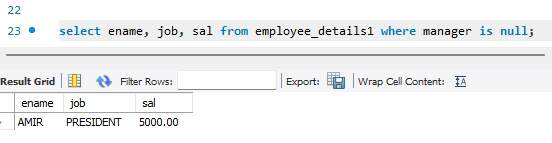 22
23 select ename, job, sal from employee_details1 where manager is null;
Result Grid Filter Rows: Export: Wrap Cell Content: IA
ename job sal
AMIR PRESIDENT 5000.00